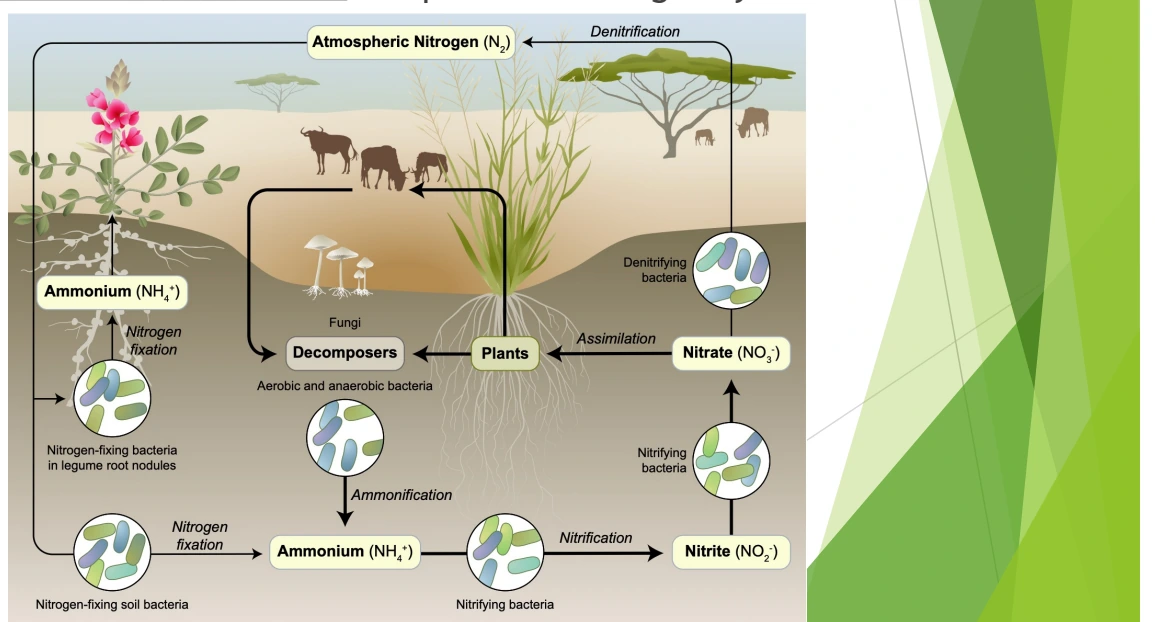 Atmospheric Nitrogen (N₂)
Denitrification
Denitrifying
bacteria
Ammonium (NH₄⁺)
Nitrogen
fixation
Fungi
Decomposers
Plants
Assimilation
Nitrate (NO₃⁻)
Aerobic and anaerobic bacteria
Nitrogen-fixing bacteria
in legume root nodules
Nitrifying
bacteria
Ammonification
Nitrogen
fixation
Ammonium (NH₄⁺)
Nitrification
Nitrite (NO₂⁻)
Nitrogen-fixing soil bacteria
Nitrifying bacteria